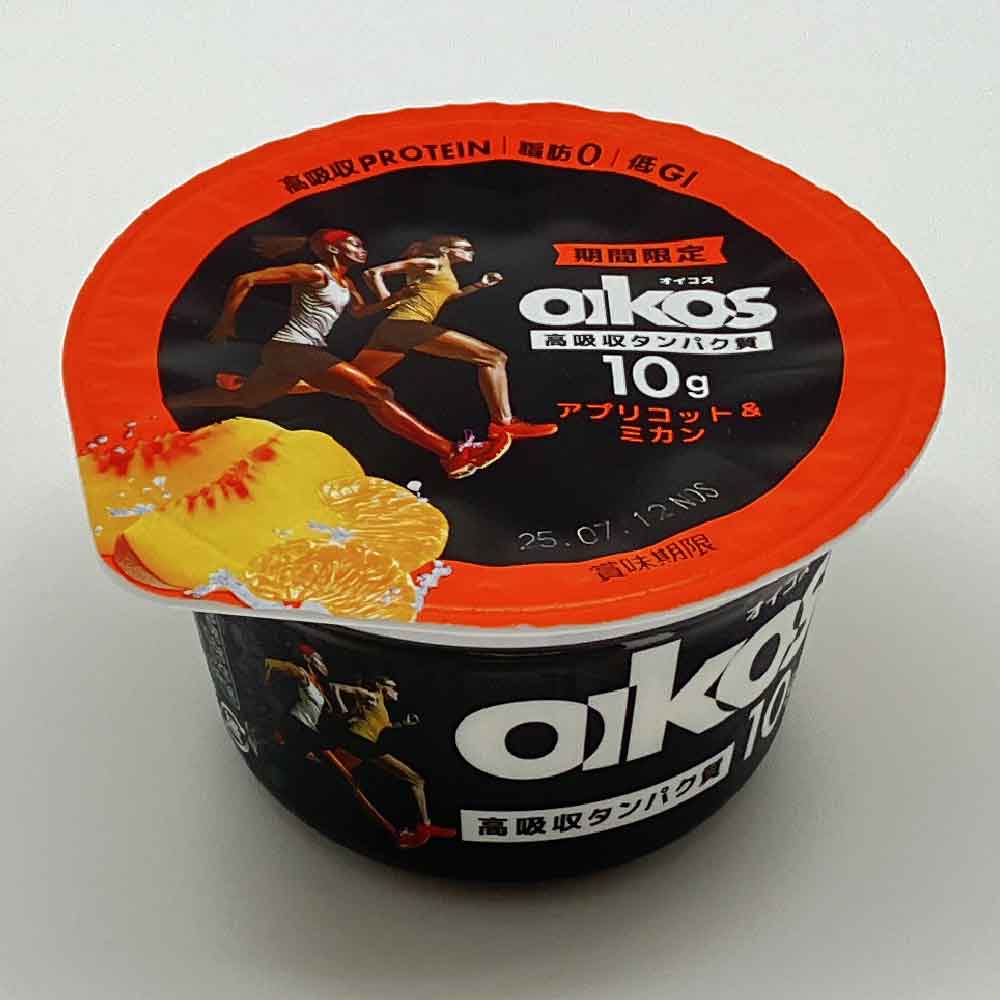 高吸収PROTEIN | 脂肪0 | 低GI
期間限定
オイコス
oikos
高吸収タンパク質
10g
アプリコット&
ミカン
25.07.12NDS
賞味期限
オイコス
oikos
10
高吸収タンパク質